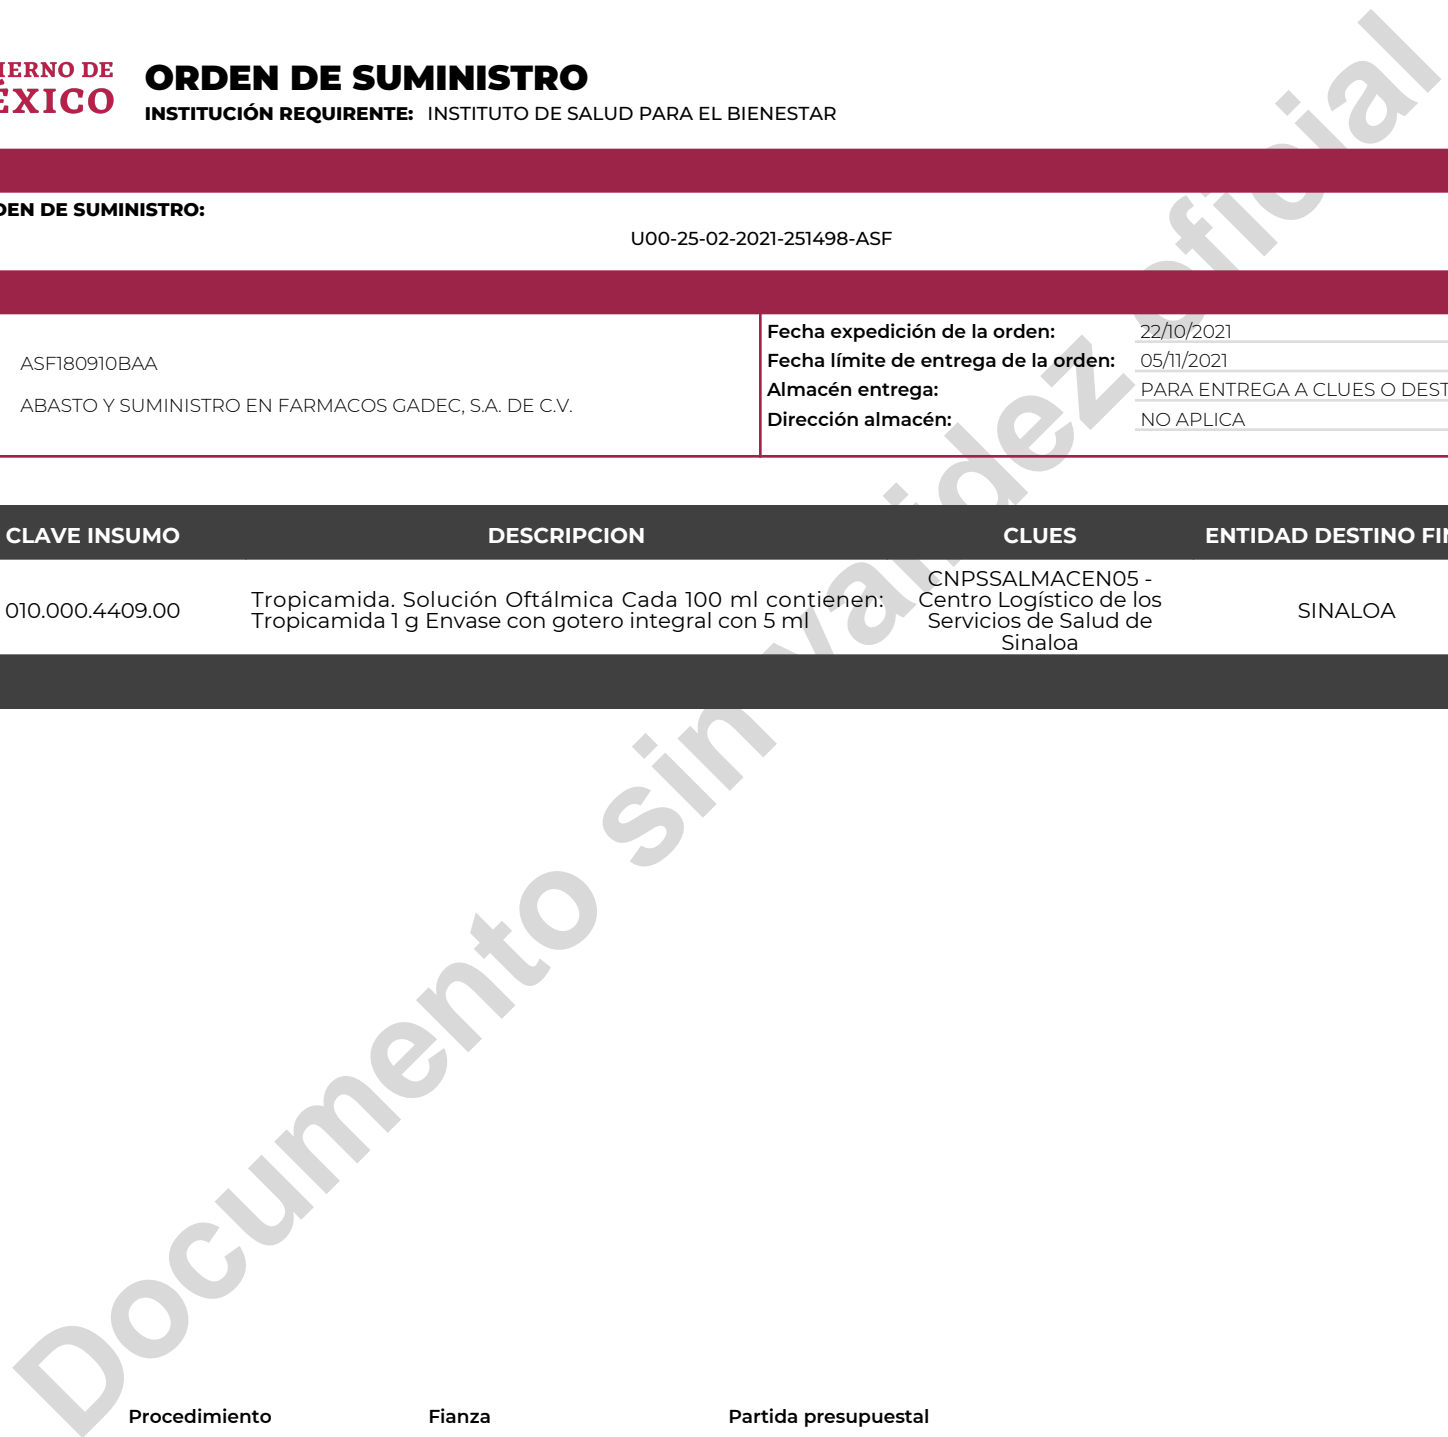 IERNO DE
ÉXICO
ORDEN DE SUMINISTRO
INSTITUCIÓN REQUIRENTE: INSTITUTO DE SALUD PARA EL BIENESTAR
DEN DE SUMINISTRO:
U00-25-02-2021-251498-ASF
ASF180910BAA
ABASTO Y SUMINISTRO EN FARMACOS GADEC, S.A. DE C.V.
Fecha expedición de la orden: 22/10/2021
Fecha límite de entrega de la orden: 05/11/2021
Almacén entrega: PARA ENTREGA A CLUES O DEST
Dirección almacén: NO APLICA
CLAVE INSUMO DESCRIPCION CLUES ENTIDAD DESTINO FIN
010.000.4409.00
Tropicamida. Solución Oftálmica Cada 100 ml contienen:
Tropicamida 1 g Envase con gotero integral con 5 ml
CNPSSALMACEN05 -
Centro Logístico de los
Servicios de Salud de
Sinaloa
SINALOA
Documento sin validez oficial
Procedimiento Fianza Partida presupuestal